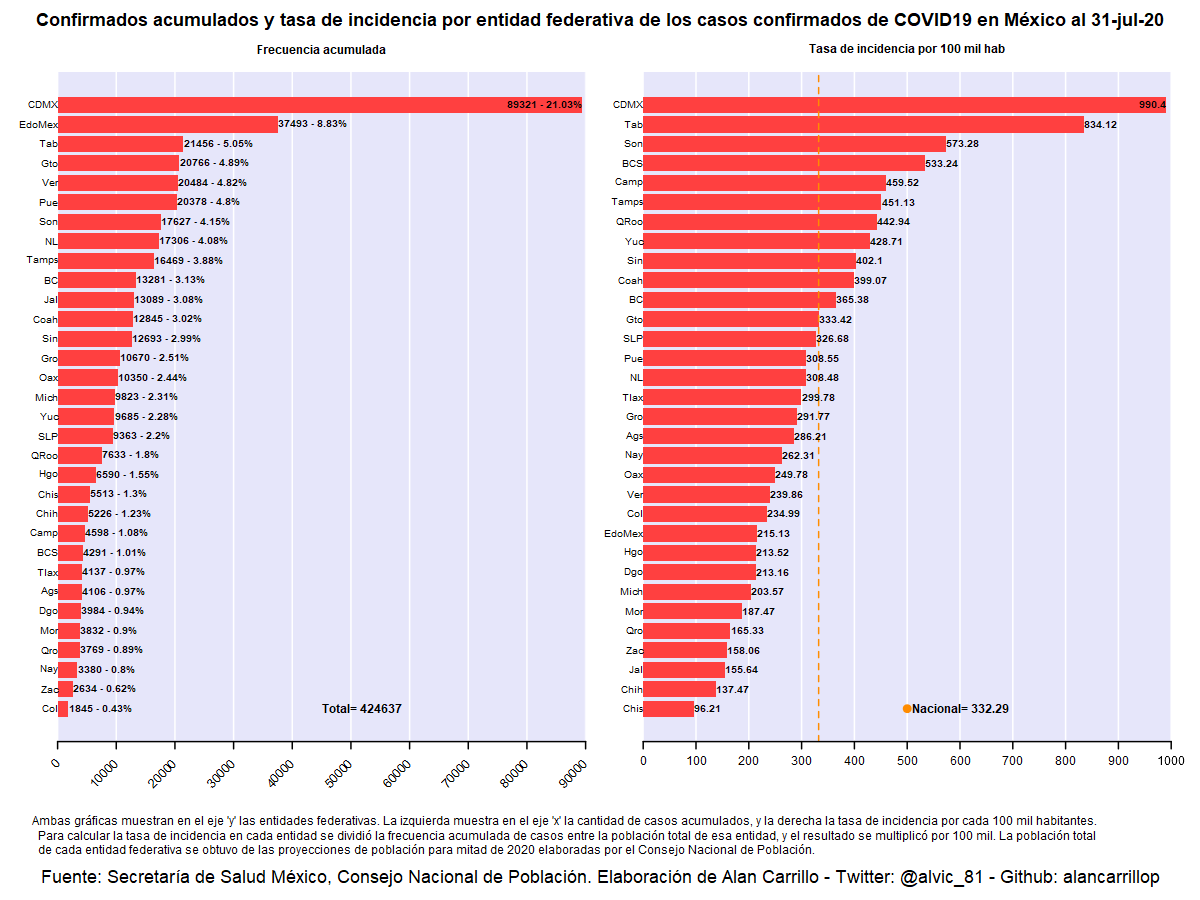 Confirmados acumulados y tasa de incidencia por entidad federativa de los casos confirmados de COVID19 en México al 31-jul-20
Frecuencia acumulada
CDMX 89321 - 21.03%
EdoMex 37493 - 8.83%
Tab 21456 - 5.05%
Gto 20766 - 4.89%
Ver 20484 - 4.82%
Pue 20378 - 4.8%
Son 17627 - 4.15%
NL 17306 - 4.08%
Tamps 16469 - 3.88%
BC 13281 - 3.13%
Jal 13089 - 3.08%
Coah 12845 - 3.02%
Sin 12693 - 2.99%
Gro 10670 - 2.51%
Oax 10350 - 2.44%
Mich 9823 - 2.31%
Yuc 9685 - 2.28%
SLP 9363 - 2.2%
QRoo 7633 - 1.8%
Hgo 6590 - 1.55%
Chis 5513 - 1.3%
Chih 5226 - 1.23%
Camp 4598 - 1.08%
BCS 4291 - 1.01%
Tlax 4137 - 0.97%
Ags 4106 - 0.97%
Dgo 3984 - 0.94%
Mor 3832 - 0.9%
Qro 3769 - 0.89%
Nay 3380 - 0.8%
Zac 2634 - 0.62%
Col 1845 - 0.43%
Total= 424637
0 10000 20000 30000 40000 50000 60000 70000 80000 90000
Tasa de incidencia por 100 mil hab
CDMX 990.4
Tab 834.12
Son 573.28
BCS 533.24
Camp 459.52
Tamps 451.13
QRoo 442.94
Yuc 428.71
Sin 402.1
Coah 399.07
BC 365.38
Gto 333.42
SLP 326.68
Pue 308.55
NL 308.48
Tlax 299.78
Gro 291.77
Ags 286.21
Nay 262.31
Oax 249.78
Ver 239.86
Col 234.99
EdoMex 215.13
Hgo 213.52
Dgo 213.16
Mich 203.57
Mor 187.47
Qro 165.33
Zac 158.06
Jal 155.64
Chih 137.47
Chis 96.21
Nacional= 332.29
0 100 200 300 400 500 600 700 800 900 1000
Ambas gráficas muestran en el eje 'y' las entidades federativas. La izquierda muestra en el eje 'x' la cantidad de casos acumulados, y la derecha la tasa de incidencia por cada 100 mil habitantes.
Para calcular la tasa de incidencia en cada entidad se dividió la frecuencia acumulada de casos entre la población total de esa entidad, y el resultado se multiplicó por 100 mil. La población total
de cada entidad federativa se obtuvo de las proyecciones de población para mitad de 2020 elaboradas por el Consejo Nacional de Población.
Fuente: Secretaría de Salud México, Consejo Nacional de Población. Elaboración de Alan Carrillo - Twitter: @alvic_81 - Github: alancarrillop